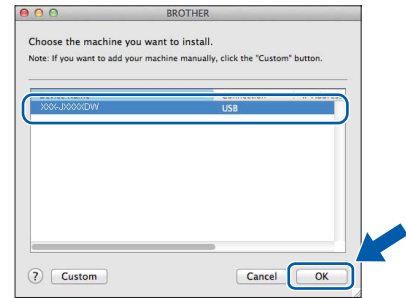 BROTHER
Choose the machine you want to install.
Note: If you want to add your machine manually, click the "Custom" button.
XXX-JXXXXDW USB
? Custom Cancel OK